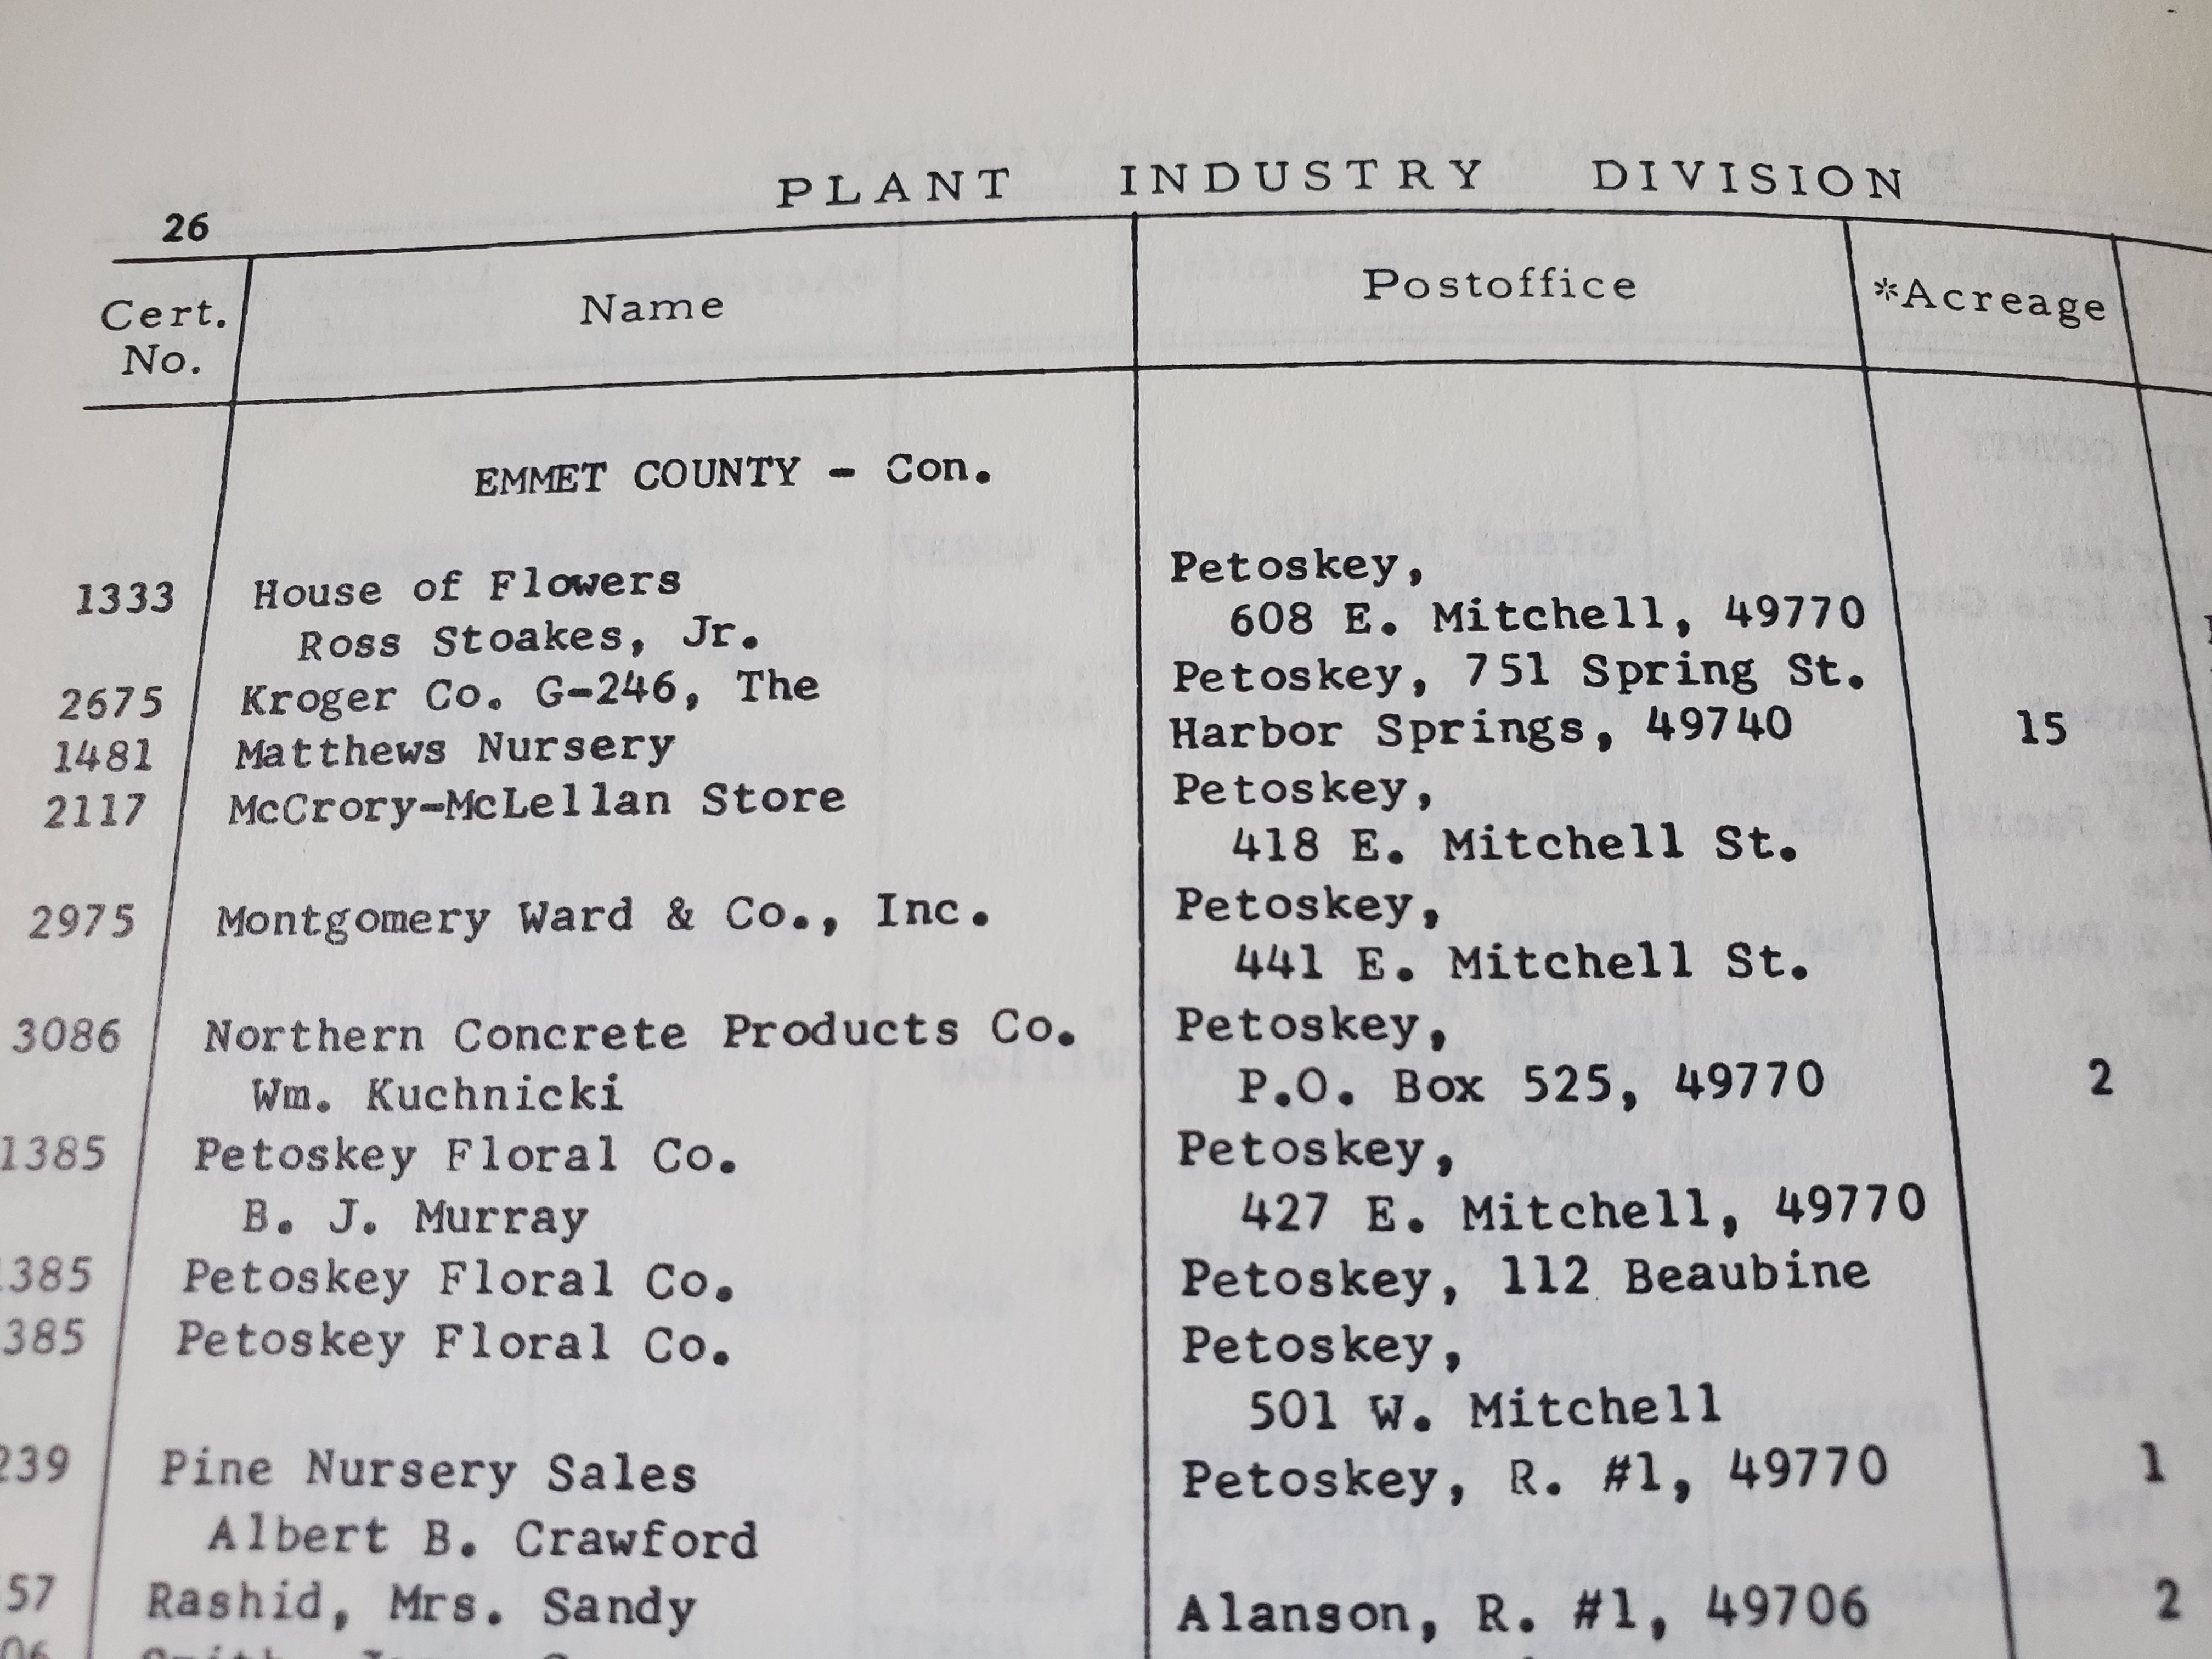 PLANT INDUSTRY DIVISION
26
Cert. No. Name Postoffice *Acreage
EMMET COUNTY - Con.
1333 House of Flowers Petoskey,
Ross Stoakes, Jr. 608 E. Mitchell, 49770
2675 Kroger Co. G-246, The Petoskey, 751 Spring St.
1481 Matthews Nursery Harbor Springs, 49740 15
2117 McCrory-McLellan Store Petoskey,
418 E. Mitchell St.
2975 Montgomery Ward & Co., Inc. Petoskey,
441 E. Mitchell St.
3086 Northern Concrete Products Co. Petoskey,
Wm. Kuchnicki P.O. Box 525, 49770 2
1385 Petoskey Floral Co. Petoskey,
B. J. Murray 427 E. Mitchell, 49770
385 Petoskey Floral Co. Petoskey, 112 Beaubine
385 Petoskey Floral Co. Petoskey,
501 W. Mitchell
239 Pine Nursery Sales Petoskey, R. #1, 49770 1
Albert B. Crawford
57 Rashid, Mrs. Sandy Alanson, R. #1, 49706 2